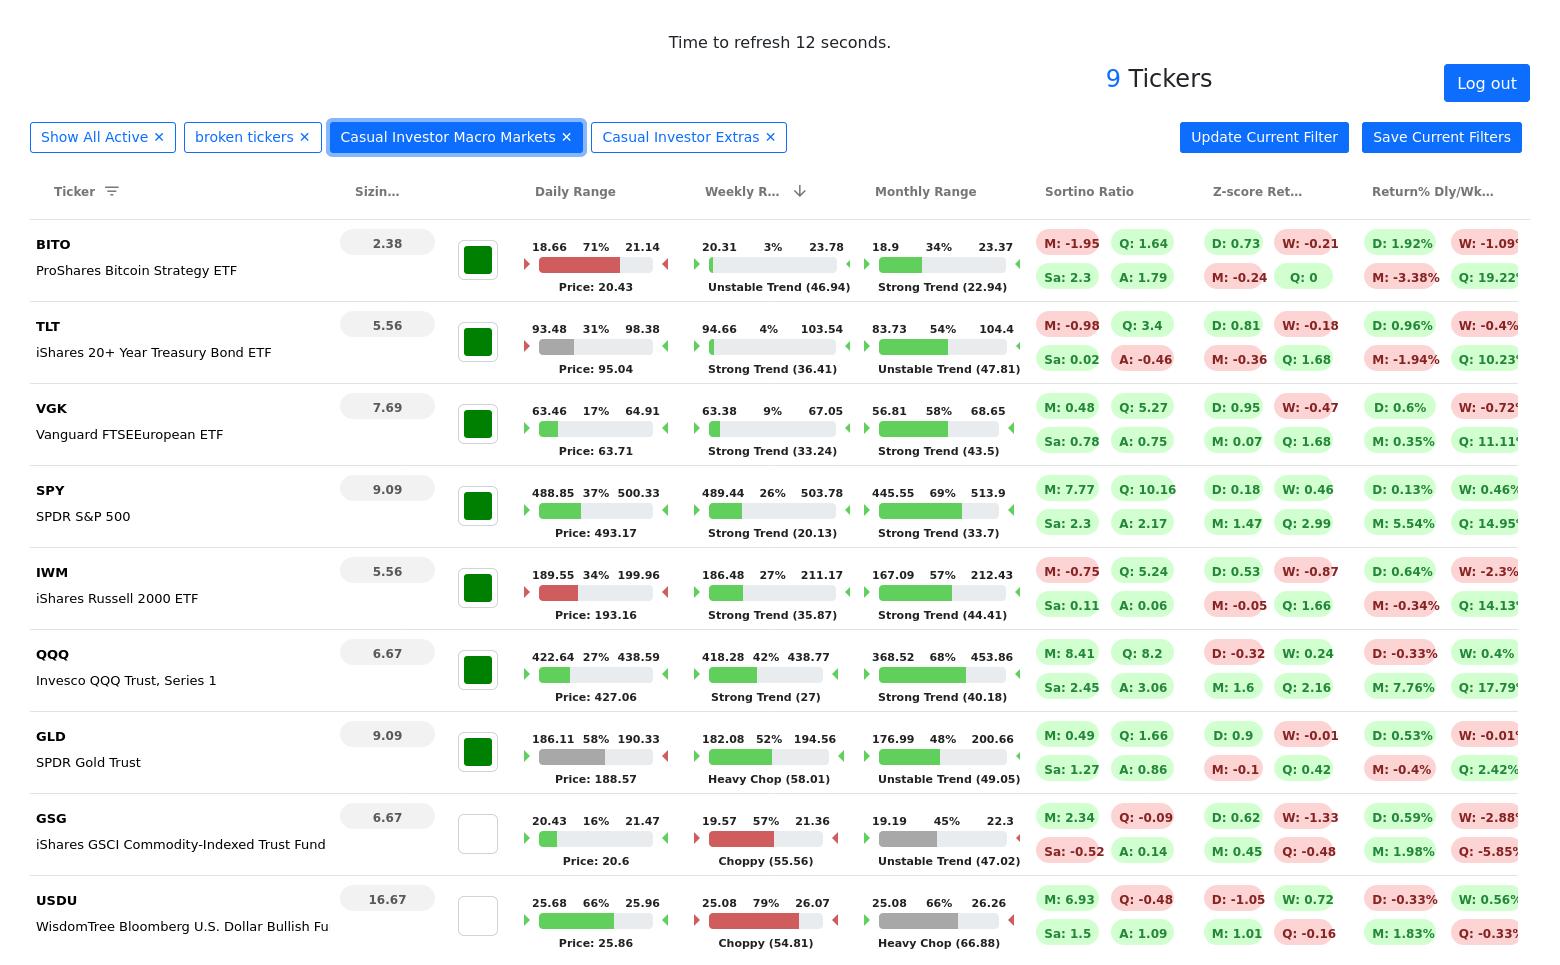 Time to refresh 12 seconds.
9 Tickers
Log out
Show All Active ✕ broken tickers ✕ Casual Investor Macro Markets ✕ Casual Investor Extras ✕ Update Current Filter Save Current Filters
Ticker Sizin... Daily Range Weekly R... Monthly Range Sortino Ratio Z-score Ret... Return% Dly/Wk...
BITO 2.38 18.66 71% 21.14 20.31 3% 23.78 18.9 34% 23.37 M: -1.95 Q: 1.64 D: 0.73 W: -0.21 D: 1.92% W: -1.09%
ProShares Bitcoin Strategy ETF Sa: 2.3 A: 1.79 M: -0.24 Q: 0 M: -3.38% Q: 19.22%
Price: 20.43 Unstable Trend (46.94) Strong Trend (22.94)
TLT 5.56 93.48 31% 98.38 94.66 4% 103.54 83.73 54% 104.4 M: -0.98 Q: 3.4 D: 0.81 W: -0.18 D: 0.96% W: -0.4%
iShares 20+ Year Treasury Bond ETF Sa: 0.02 A: -0.46 M: -0.36 Q: 1.68 M: -1.94% Q: 10.23%
Price: 95.04 Strong Trend (36.41) Unstable Trend (47.81)
VGK 7.69 63.46 17% 64.91 63.38 9% 67.05 56.81 58% 68.65 M: 0.48 Q: 5.27 D: 0.95 W: -0.47 D: 0.6% W: -0.72%
Vanguard FTSEEuropean ETF Sa: 0.78 A: 0.75 M: 0.07 Q: 1.68 M: 0.35% Q: 11.11%
Price: 63.71 Strong Trend (33.24) Strong Trend (43.5)
SPY 9.09 488.85 37% 500.33 489.44 26% 503.78 445.55 69% 513.9 M: 7.77 Q: 10.16 D: 0.18 W: 0.46 D: 0.13% W: 0.46%
SPDR S&P 500 Sa: 2.3 A: 2.17 M: 1.47 Q: 2.99 M: 5.54% Q: 14.95%
Price: 493.17 Strong Trend (20.13) Strong Trend (33.7)
IWM 5.56 189.55 34% 199.96 186.48 27% 211.17 167.09 57% 212.43 M: -0.75 Q: 5.24 D: 0.53 W: -0.87 D: 0.64% W: -2.3%
iShares Russell 2000 ETF Sa: 0.11 A: 0.06 M: -0.05 Q: 1.66 M: -0.34% Q: 14.13%
Price: 193.16 Strong Trend (35.87) Strong Trend (44.41)
QQQ 6.67 422.64 27% 438.59 418.28 42% 438.77 368.52 68% 453.86 M: 8.41 Q: 8.2 D: -0.32 W: 0.24 D: -0.33% W: 0.4%
Invesco QQQ Trust, Series 1 Sa: 2.45 A: 3.06 M: 1.6 Q: 2.16 M: 7.76% Q: 17.79%
Price: 427.06 Strong Trend (27) Strong Trend (40.18)
GLD 9.09 186.11 58% 190.33 182.08 52% 194.56 176.99 48% 200.66 M: 0.49 Q: 1.66 D: 0.9 W: -0.01 D: 0.53% W: -0.01%
SPDR Gold Trust Sa: 1.27 A: 0.86 M: -0.1 Q: 0.42 M: -0.4% Q: 2.42%
Price: 188.57 Heavy Chop (58.01) Unstable Trend (49.05)
GSG 6.67 20.43 16% 21.47 19.57 57% 21.36 19.19 45% 22.3 M: 2.34 Q: -0.09 D: 0.62 W: -1.33 D: 0.59% W: -2.88%
iShares GSCI Commodity-Indexed Trust Fund Sa: -0.52 A: 0.14 M: 0.45 Q: -0.48 M: 1.98% Q: -5.85%
Price: 20.6 Choppy (55.56) Unstable Trend (47.02)
USDU 16.67 25.68 66% 25.96 25.08 79% 26.07 25.08 66% 26.26 M: 6.93 Q: -0.48 D: -1.05 W: 0.72 D: -0.33% W: 0.56%
WisdomTree Bloomberg U.S. Dollar Bullish Fu Sa: 1.5 A: 1.09 M: 1.01 Q: -0.16 M: 1.83% Q: -0.33%
Price: 25.86 Choppy (54.81) Heavy Chop (66.88)